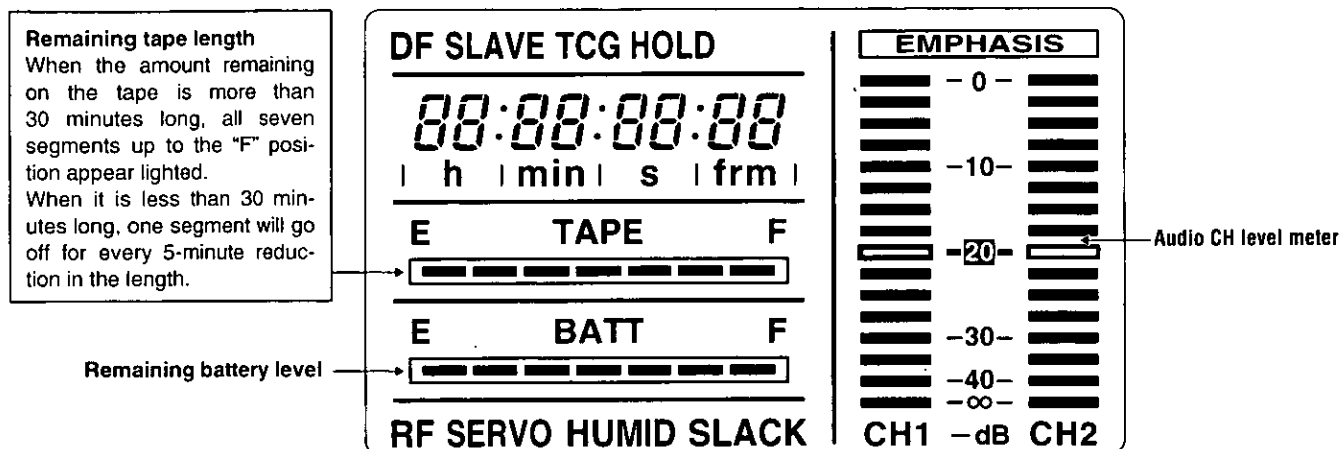 Remaining tape length
When the amount remaining
on the tape is more than
30 minutes long, all seven
segments up to the "F" posi-
tion appear lighted.
When it is less than 30 min-
utes long, one segment will go
off for every 5-minute reduc-
tion in the length.
Remaining battery level
DF SLAVE TCG HOLD
88:88:88:88
h min s frm
E TAPE F
E BATT F
RF SERVO HUMID SLACK
EMPHASIS
– 0 –
–10–
–20–
–30–
–40–
–∞–
CH1 –dB CH2
Audio CH level meter